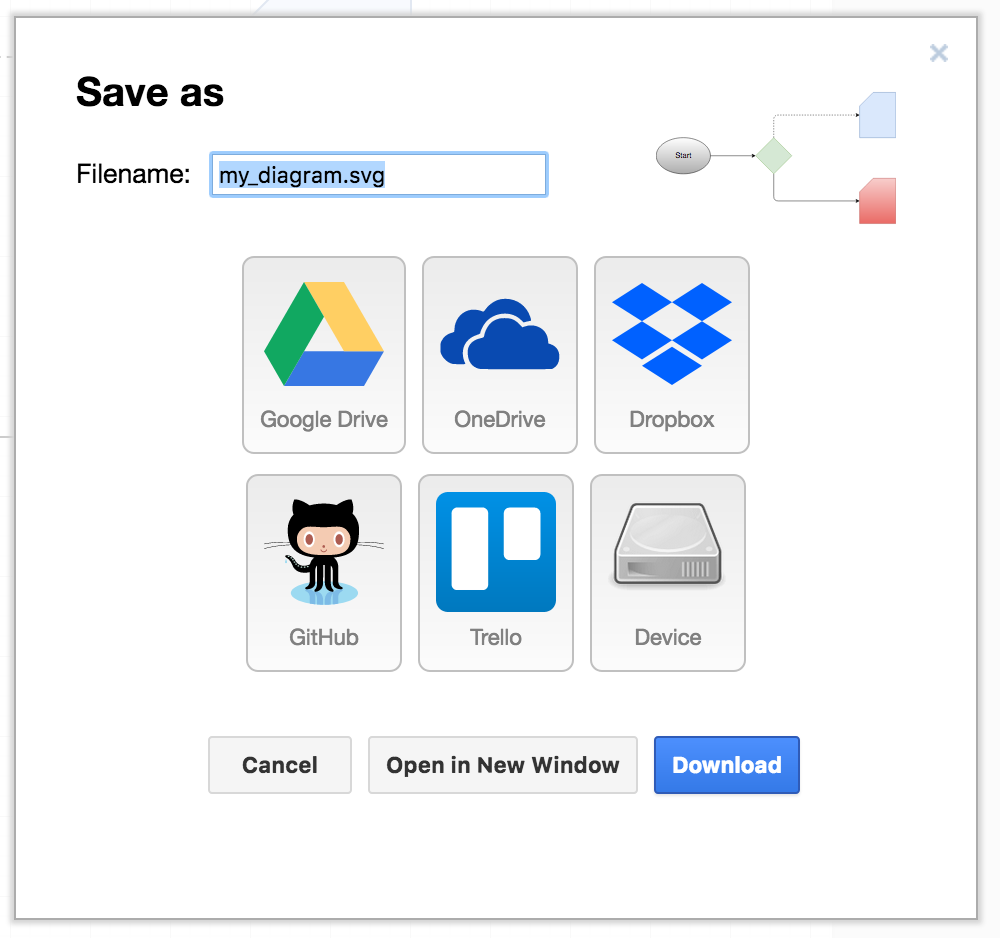 Save as
Filename: my_diagram.svg
Start
Google Drive OneDrive Dropbox
GitHub Trello Device
Cancel Open in New Window Download